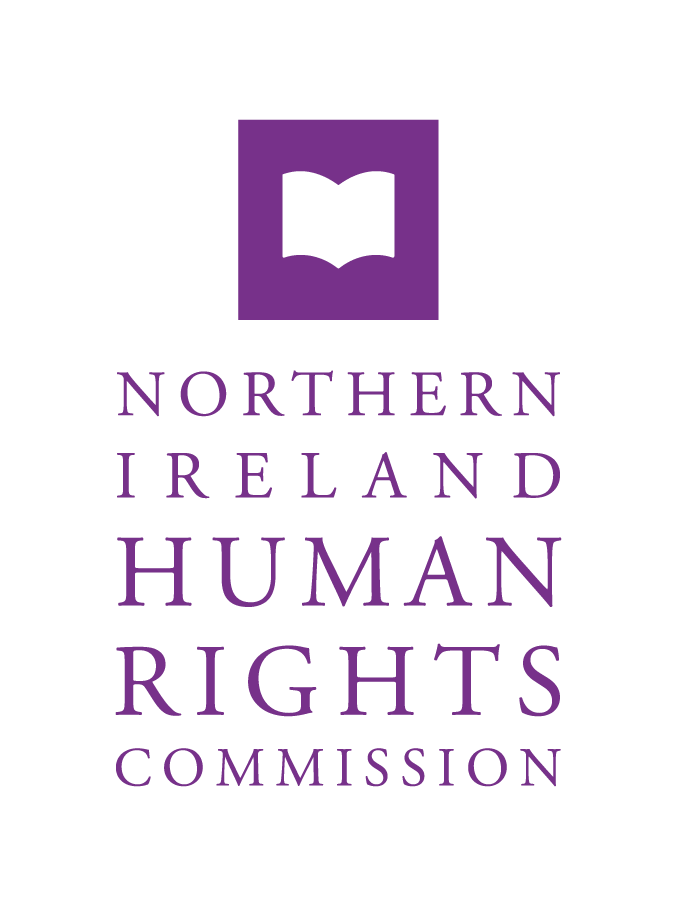 NORTHERN
IRELAND
HUMAN
RIGHTS
COMMISSION